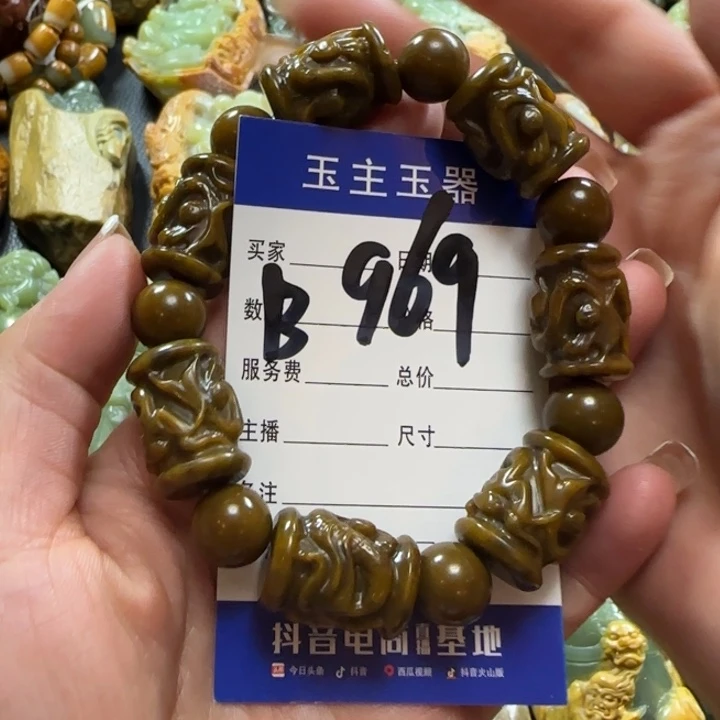 玉主玉器
买家 日期
B 969
数 格
服务费 总价
主播 尺寸
备注
抖音电商直播基地
今日头条 抖音 西瓜视频 抖音火山版